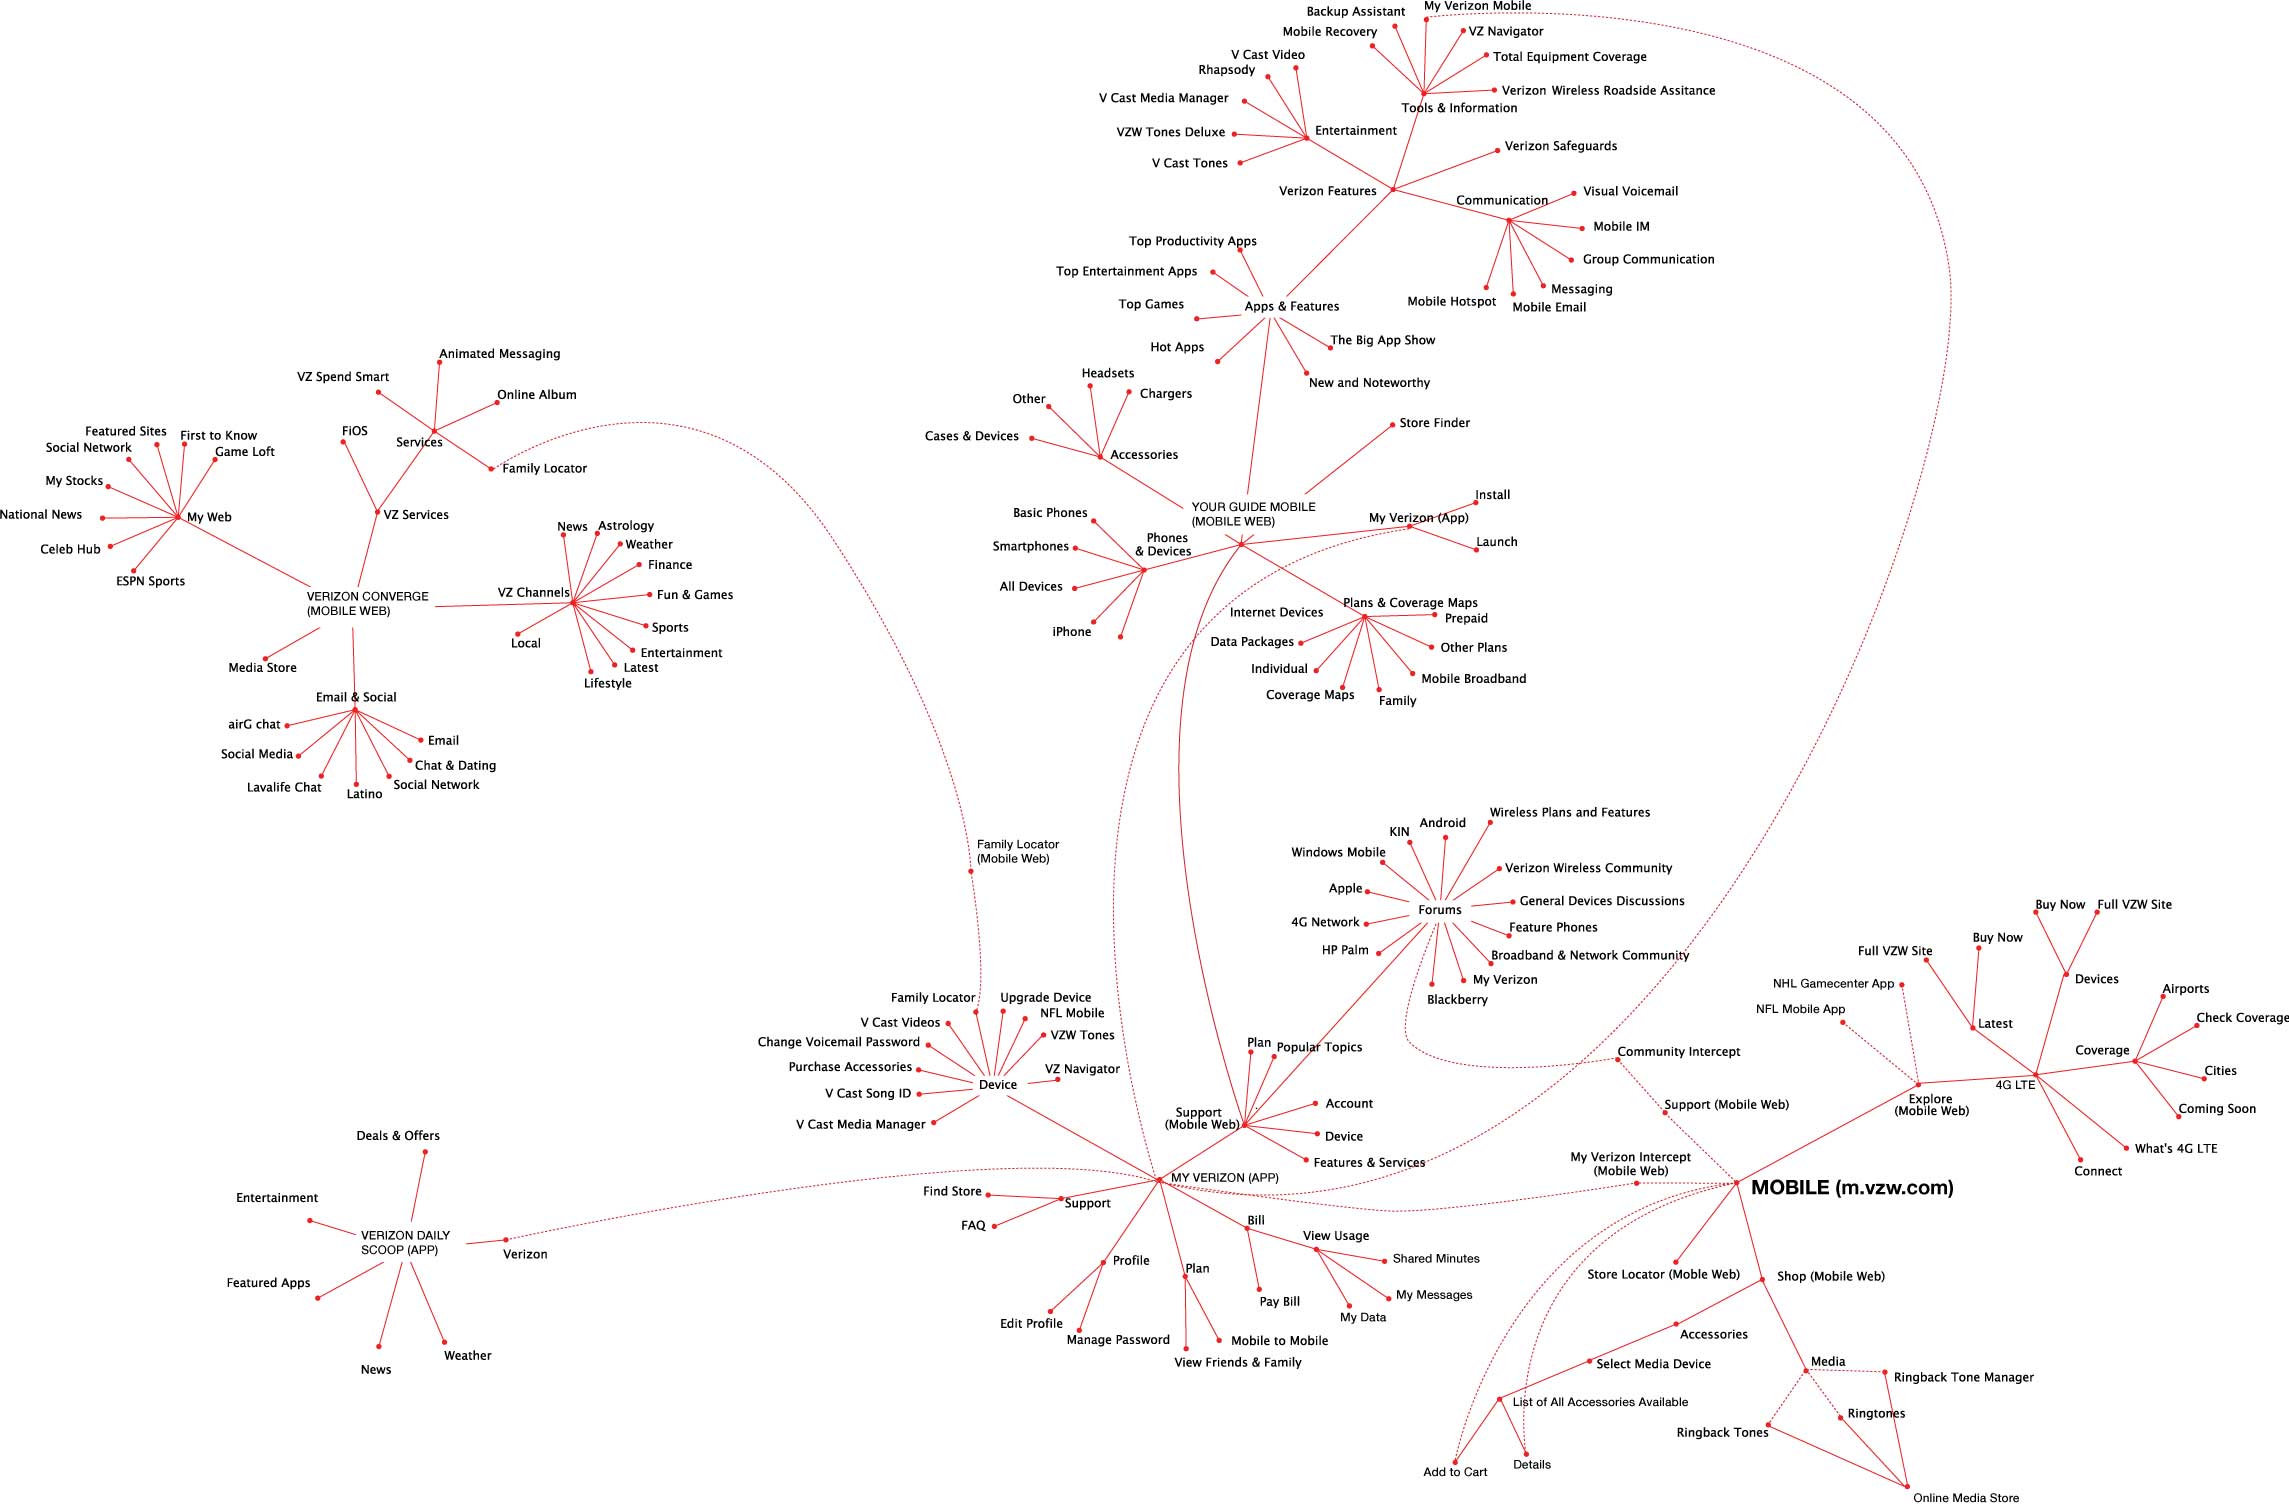 My Verizon Mobile
Backup Assistant
Mobile Recovery
VZ Navigator
Total Equipment Coverage
Verizon Wireless Roadside Assitance
Tools & Information
V Cast Video
Rhapsody
V Cast Media Manager
VZW Tones Deluxe
V Cast Tones
Entertainment
Verizon Safeguards
Verizon Features
Communication
Visual Voicemail
Mobile IM
Group Communication
Messaging
Mobile Email
Mobile Hotspot
Top Productivity Apps
Top Entertainment Apps
Top Games
Apps & Features
Hot Apps
The Big App Show
New and Noteworthy
Headsets
Chargers
Other
Cases & Devices
Accessories
Store Finder
YOUR GUIDE MOBILE
(MOBILE WEB)
My Verizon (App)
Install
Launch
Basic Phones
Smartphones
All Devices
iPhone
Phones
& Devices
Internet Devices
Plans & Coverage Maps
Prepaid
Data Packages
Other Plans
Individual
Mobile Broadband
Coverage Maps
Family
Animated Messaging
VZ Spend Smart
Online Album
Services
Family Locator
FiOS
VZ Services
Featured Sites
First to Know
Social Network
Game Loft
My Stocks
National News
My Web
Celeb Hub
ESPN Sports
VERIZON CONVERGE
(MOBILE WEB)
News
Astrology
Weather
Finance
VZ Channels
Fun & Games
Sports
Local
Entertainment
Latest
Lifestyle
Media Store
Email & Social
airG chat
Email
Social Media
Chat & Dating
Lavalife Chat
Latino
Social Network
Family Locator
(Mobile Web)
Wireless Plans and Features
Android
KIN
Windows Mobile
Verizon Wireless Community
Apple
General Devices Discussions
Forums
4G Network
Feature Phones
HP Palm
Broadband & Network Community
My Verizon
Blackberry
Family Locator
Upgrade Device
NFL Mobile
V Cast Videos
VZW Tones
Change Voicemail Password
Purchase Accessories
VZ Navigator
Device
V Cast Song ID
V Cast Media Manager
Plan
Popular Topics
Support
(Mobile Web)
Account
Device
Features & Services
Community Intercept
Support (Mobile Web)
My Verizon Intercept
(Mobile Web)
MOBILE (m.vzw.com)
Buy Now
Full VZW Site
Full VZW Site
Buy Now
Devices
NHL Gamecenter App
NFL Mobile App
Latest
Airports
Check Coverage
Coverage
Cities
4G LTE
Coming Soon
Explore
(Mobile Web)
What's 4G LTE
Connect
MY VERIZON (APP)
Find Store
Support
FAQ
Bill
View Usage
Shared Minutes
My Messages
My Data
Pay Bill
Profile
Plan
Edit Profile
Manage Password
Mobile to Mobile
View Friends & Family
Deals & Offers
Entertainment
VERIZON DAILY
SCOOP (APP)
Verizon
Featured Apps
News
Weather
Store Locator (Moble Web)
Shop (Mobile Web)
Accessories
Select Media Device
Media
Ringback Tone Manager
List of All Accessories Available
Ringtones
Ringback Tones
Add to Cart
Details
Online Media Store